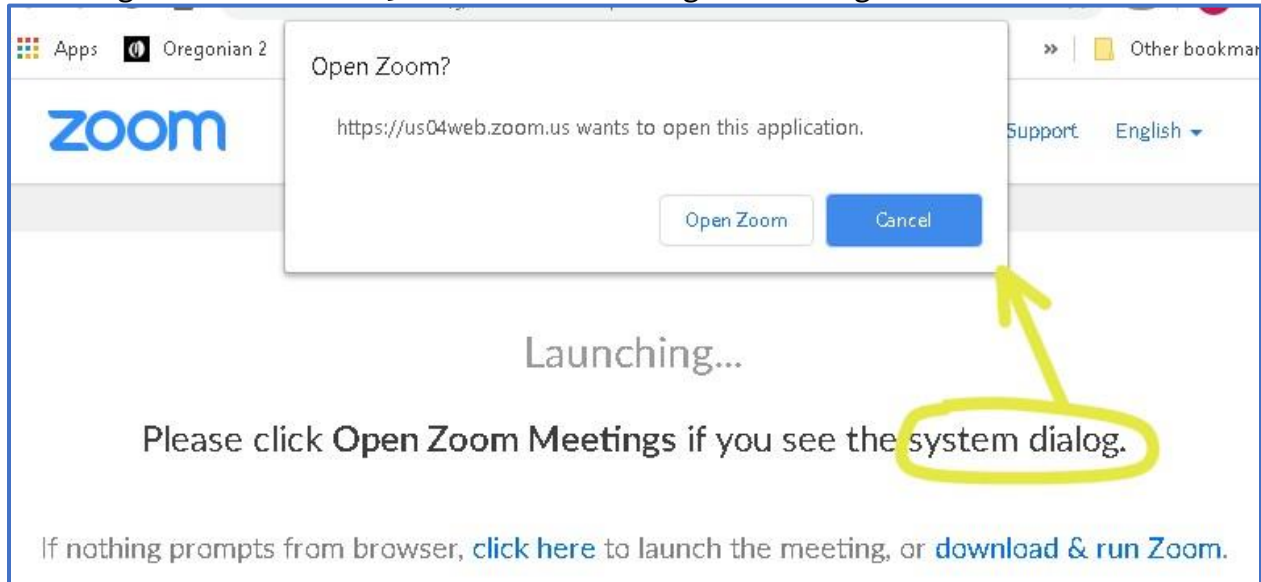 Apps Oregonian 2 » Other bookmar
Open Zoom?
zoom
https://us04web.zoom.us wants to open this application.
Support English
Open Zoom Cancel
Launching...
Please click Open Zoom Meetings if you see the system dialog.
If nothing prompts from browser, click here to launch the meeting, or download & run Zoom.